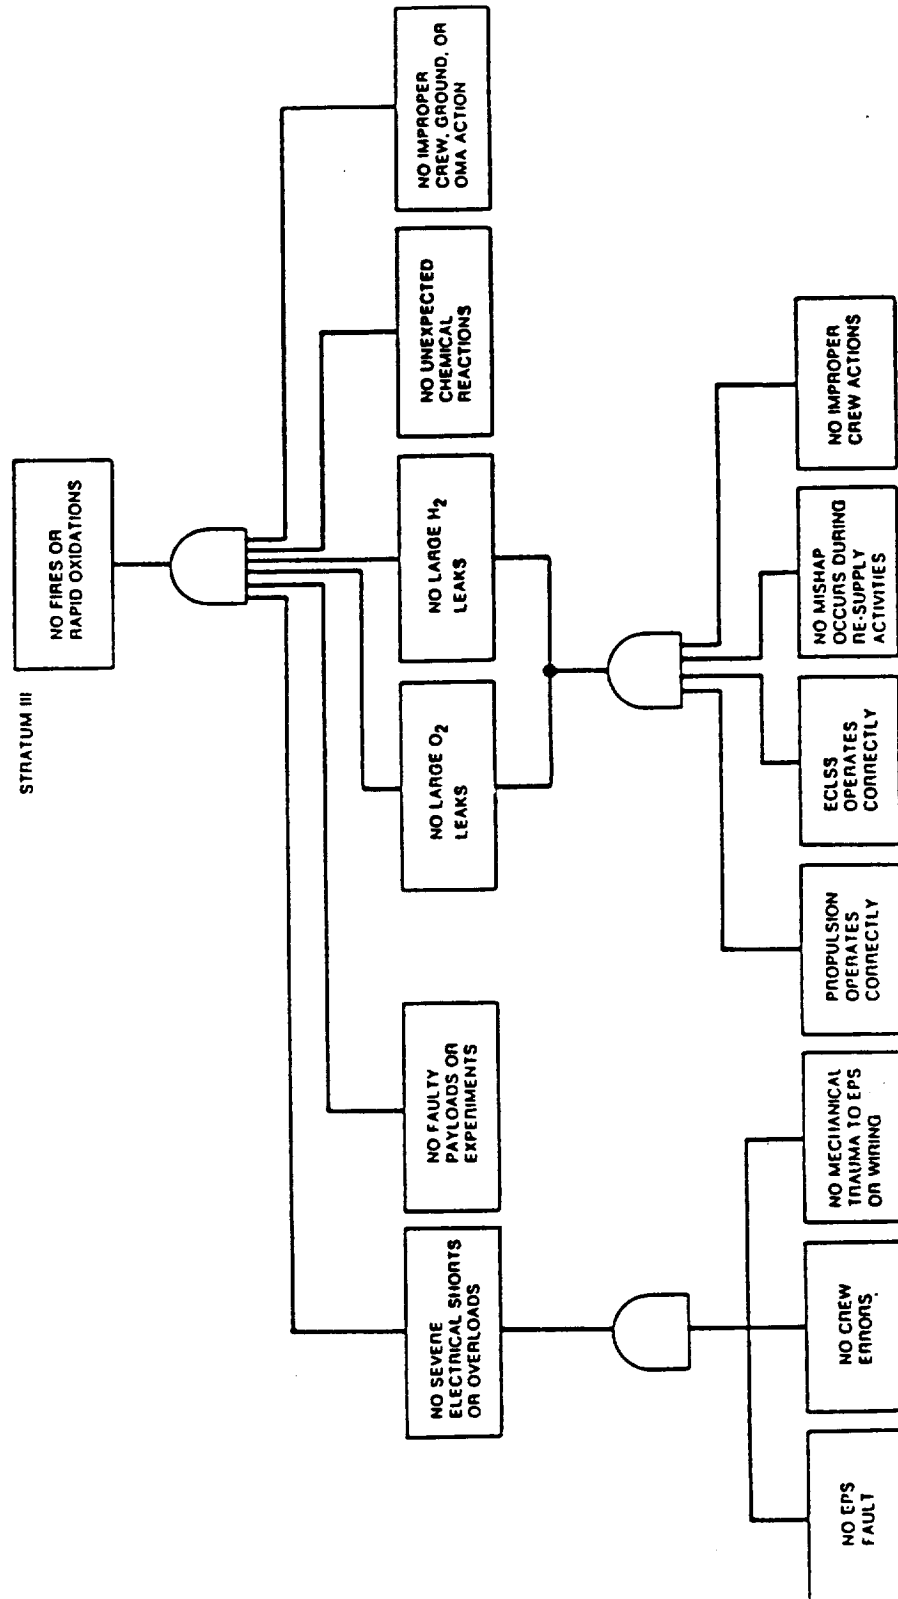 STRATUM III
NO FIRES OR
RAPID OXIDATIONS
NO SEVERE
ELECTRICAL SHORTS
OR OVERLOADS
NO FAULTY
PAYLOADS OR
EXPERIMENTS
NO LARGE O2
LEAKS
NO LARGE H2
LEAKS
NO UNEXPECTED
CHEMICAL
REACTIONS
NO IMPROPER
CREW, GROUND, OR
OMA ACTION
NO EPS
FAULT
NO CREW
ERRORS
NO MECHANICAL
TRAUMA TO EPS
OR WIRING
PROPULSION
OPERATES
CORRECTLY
ECLSS
OPERATES
CORRECTLY
NO MISHAP
OCCURS DURING
RE-SUPPLY
ACTIVITIES
NO IMPROPER
CREW ACTIONS